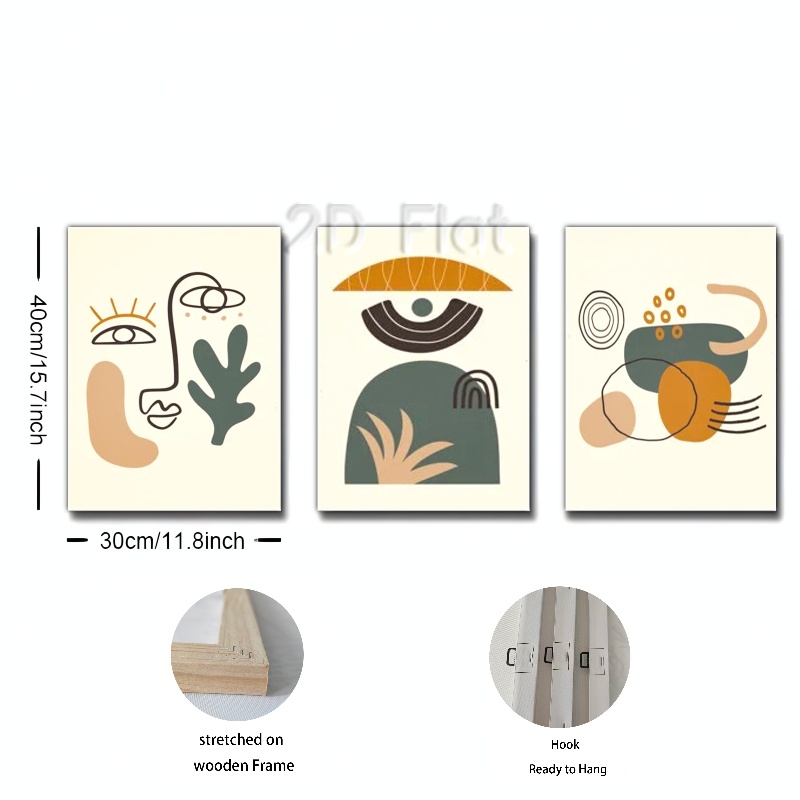 2D Flat
40cm/15.7inch
30cm/11.8inch
stretched on
wooden Frame
Hook
Ready to Hang